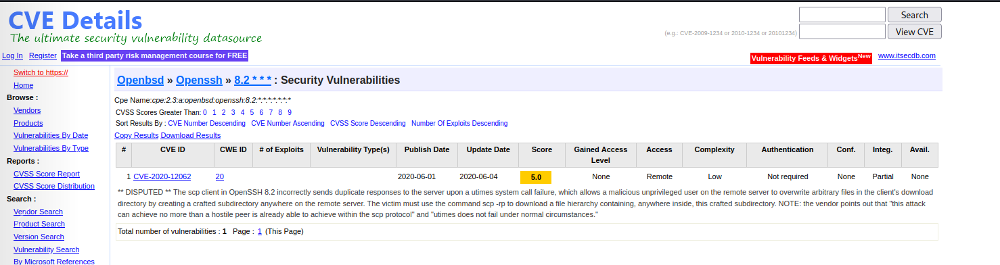 CVE Details
The ultimate security vulnerability datasource
Search
(e.g.: CVE-2009-1234 or 2010-1234 or 20101234)
View CVE
Log In Register Take a third party risk management course for FREE
Vulnerability Feeds & WidgetsNew www.itsecdb.com
Switch to https://
Home
Browse :
Vendors
Products
Vulnerabilities By Date
Vulnerabilities By Type
Reports :
CVSS Score Report
CVSS Score Distribution
Search :
Vendor Search
Product Search
Version Search
Vulnerability Search
By Microsoft References
Openbsd » Openssh » 8.2 * * * : Security Vulnerabilities
Cpe Name:cpe:2.3:a:openbsd:openssh:8.2:*:*:*:*:*:*:*
CVSS Scores Greater Than: 0 1 2 3 4 5 6 7 8 9
Sort Results By : CVE Number Descending CVE Number Ascending CVSS Score Descending Number Of Exploits Descending
Copy Results Download Results
# CVE ID CWE ID # of Exploits Vulnerability Type(s) Publish Date Update Date Score Gained Access Level Access Complexity Authentication Conf. Integ. Avail.
1 CVE-2020-12062 20 2020-06-01 2020-06-04 5.0 None Remote Low Not required None Partial None
** DISPUTED ** The scp client in OpenSSH 8.2 incorrectly sends duplicate responses to the server upon a utimes system call failure, which allows a malicious unprivileged user on the remote server to overwrite arbitrary files in the client's download
directory by creating a crafted subdirectory anywhere on the remote server. The victim must use the command scp -rp to download a file hierarchy containing, anywhere inside, this crafted subdirectory. NOTE: the vendor points out that "this attack
can achieve no more than a hostile peer is already able to achieve within the scp protocol" and "utimes does not fail under normal circumstances."
Total number of vulnerabilities : 1 Page : 1 (This Page)